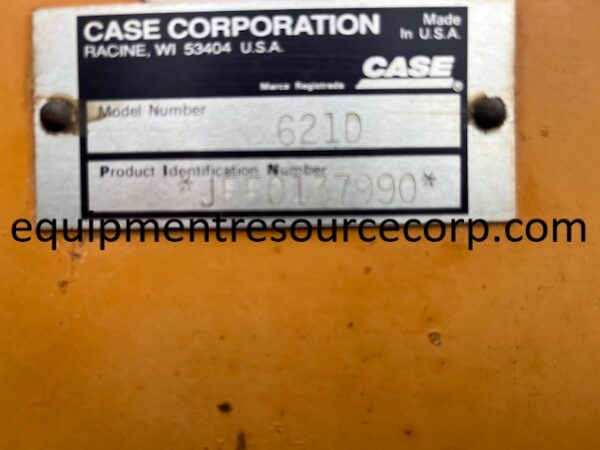 CASE CORPORATION
RACINE, WI 53404 U.S.A.
Made
In U.S.A.
CASE
Marca Registrada
®
Model Number
621D
Product Identification Number
*JEE0137990*
equipmentresourcecorp.com